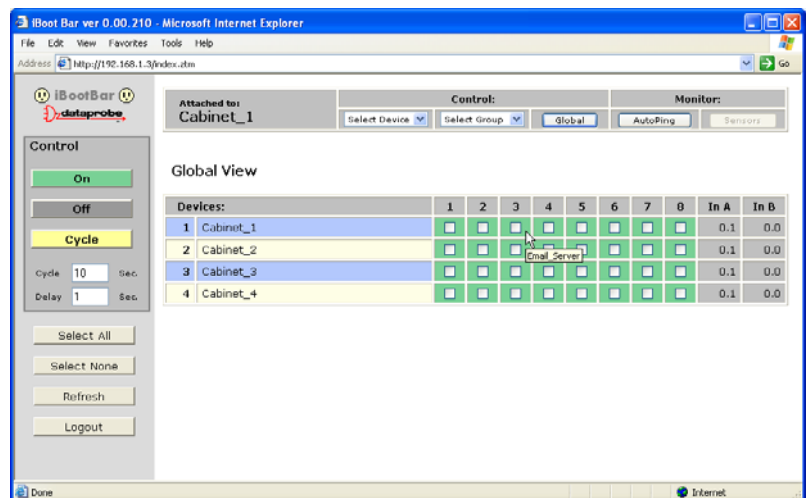 iBoot Bar ver 0.00.210 - Microsoft Internet Explorer
File Edit View Favorites Tools Help
Address http://192.168.1.3/index.ztm Go
iBootBar
dataprobe
Attached to:
Cabinet_1
Control:
Monitor:
Select Device Select Group Global AutoPing Sensors
Control
On
Off
Cycle
Cycle 10 Sec.
Delay 1 Sec.
Select All
Select None
Refresh
Logout
Global View
Devices: 1 2 3 4 5 6 7 8 In A In B
1 Cabinet_1 0.1 0.0
2 Cabinet_2 0.1 0.0
Email_Server
3 Cabinet_3 0.1 0.0
4 Cabinet_4 0.1 0.0
Done Internet